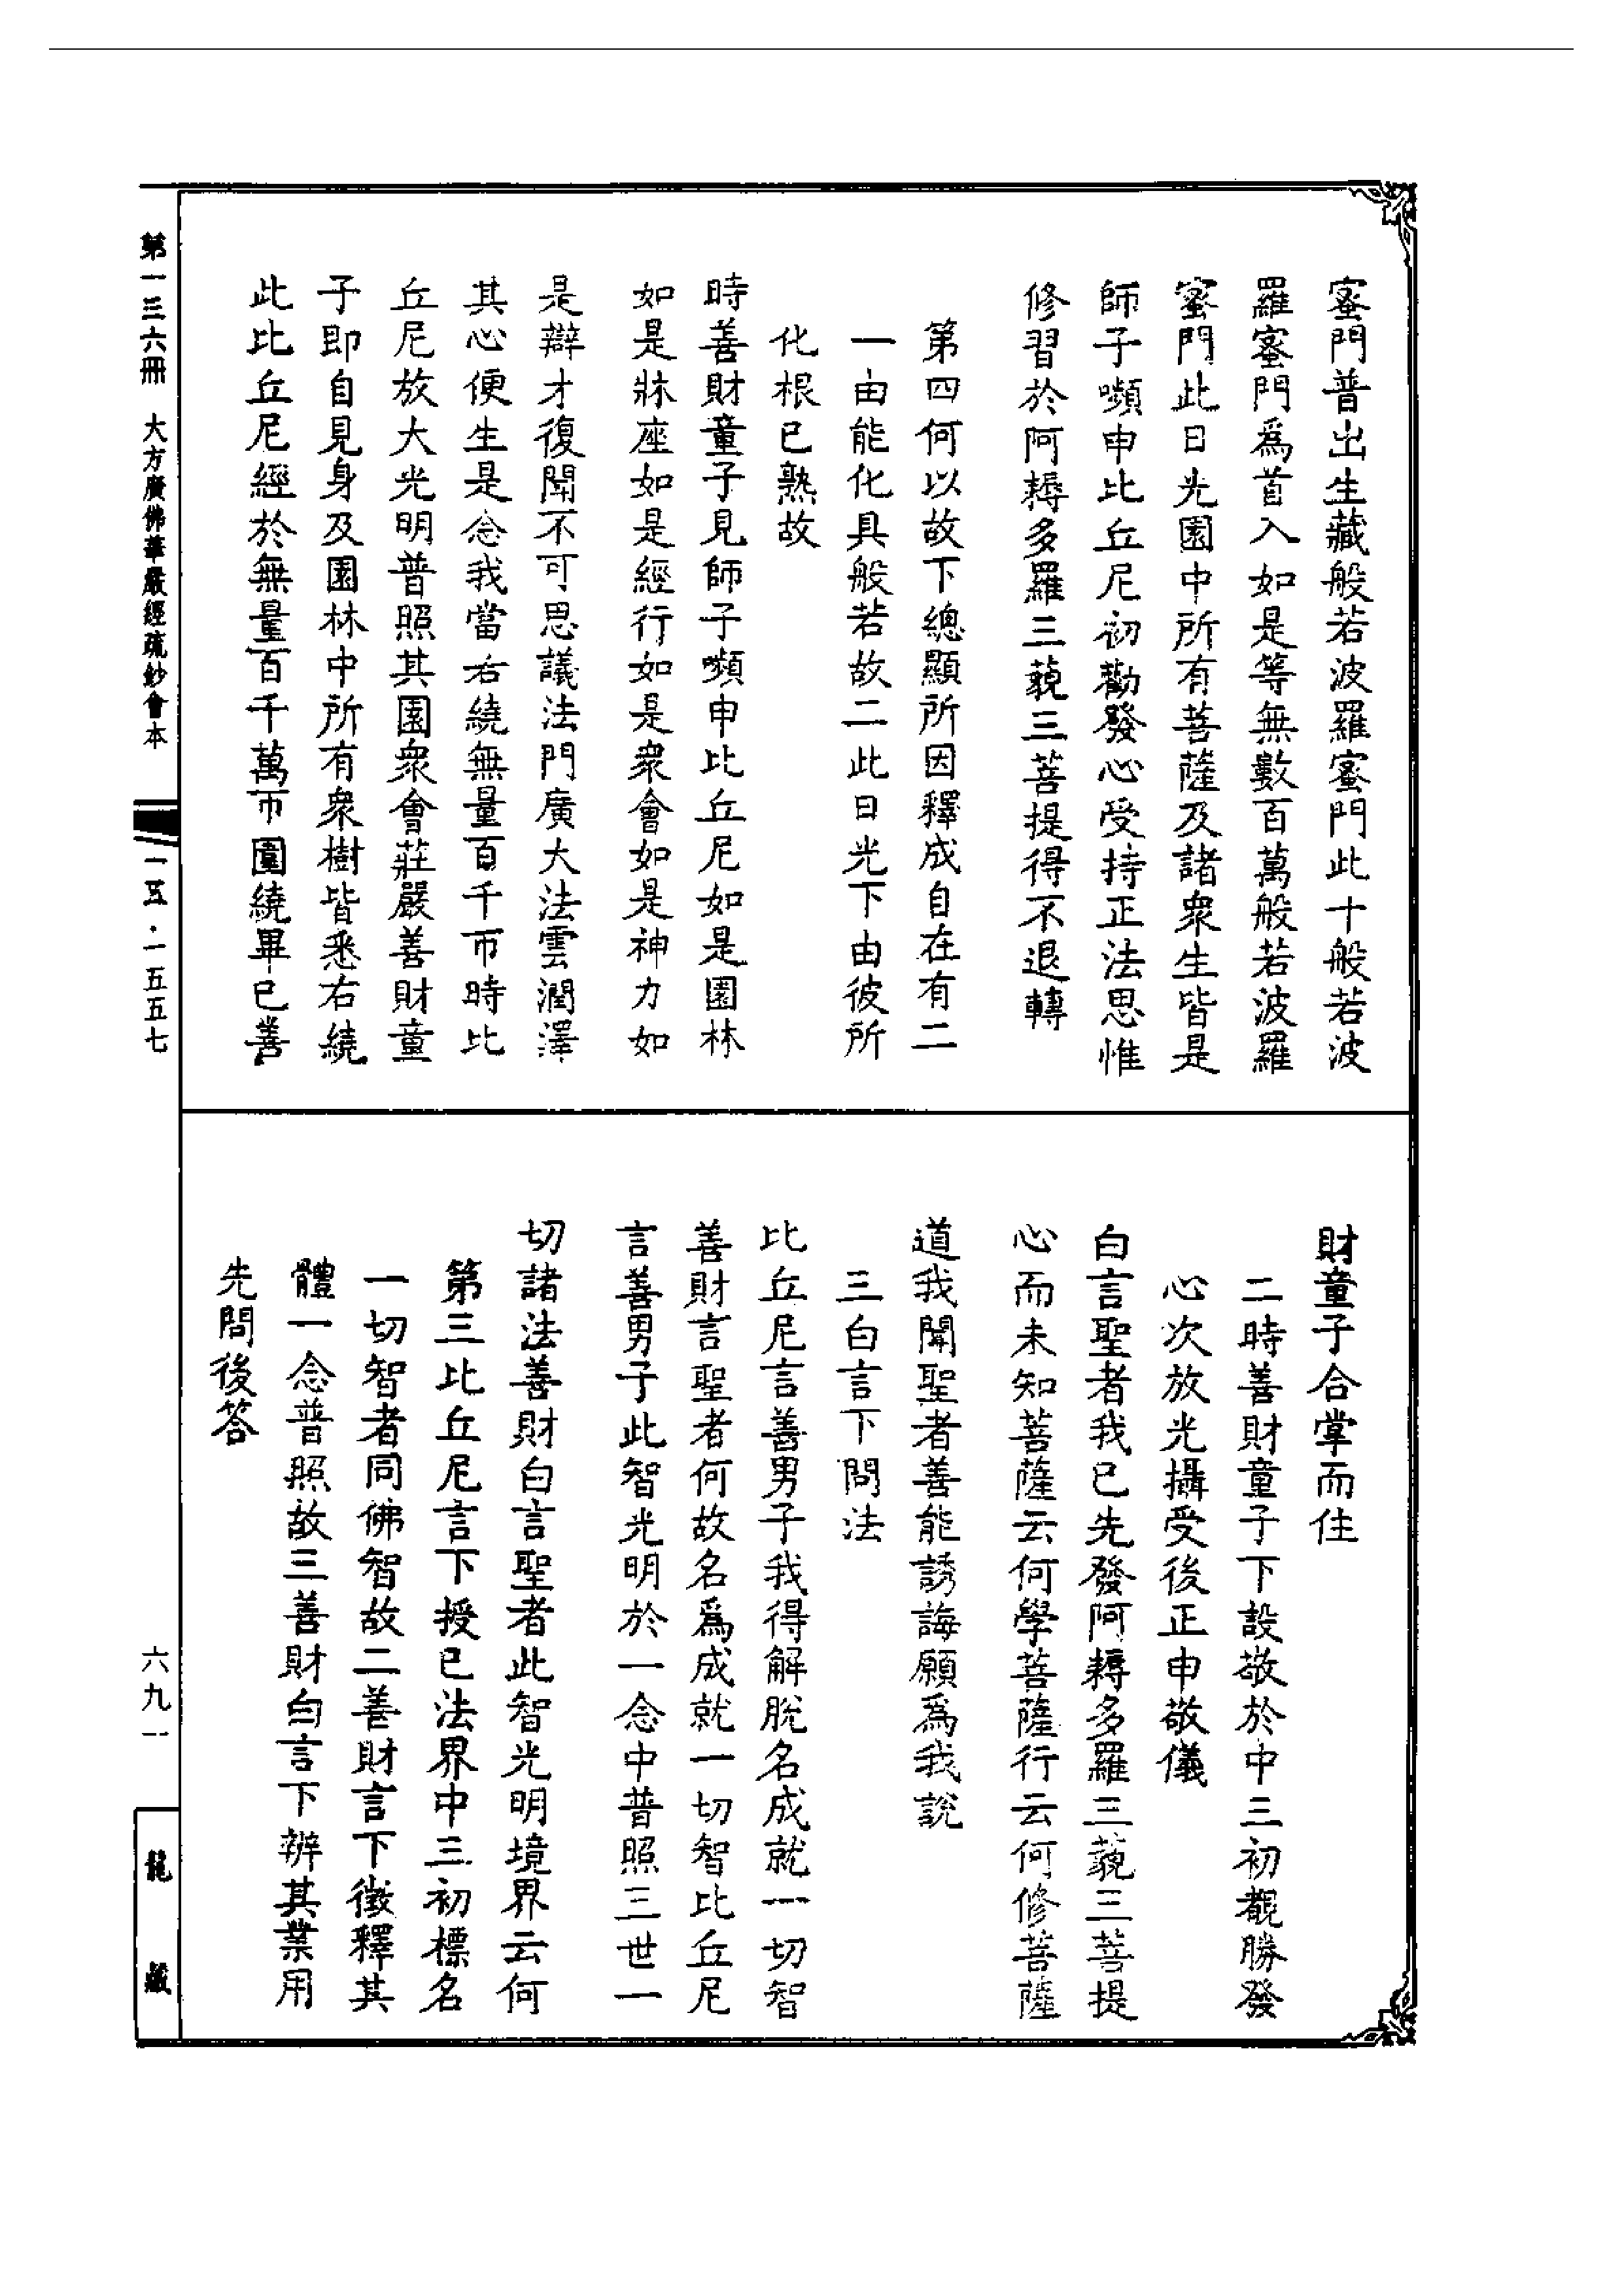 蜜門普出生藏般若波羅蜜門此十般若波
羅蜜門為首入如是等無數百萬般若波羅
蜜門此日光園中所有菩薩及諸眾生皆是
師子嚬申比丘尼初勸發心受持正法思惟
修習於阿耨多羅三藐三菩提得不退轉
第四何以故下總顯所因釋成自在有二
一由能化具般若故二此日光下由彼所
化根已熟故
時善財童子見師子嚬申比丘尼如是園林
如是牀座如是經行如是眾會如是神力如
是辯才復聞不可思議法門廣大法雲潤澤
其心便生是念我當右繞無量百千帀時比
丘尼放大光明普照其園眾會莊嚴善財童
子即自見身及園林中所有眾樹皆悉右繞
此比丘尼經於無量百千萬帀圍繞畢已善
財童子合掌而住
二時善財童子下設敬於中三初覩勝發
心次放光攝受後正申敬儀
白言聖者我已先發阿耨多羅三藐三菩提
心而未知菩薩云何學菩薩行云何修菩薩
道我聞聖者善能誘誨願為我說
三白言下問法
比丘尼言善男子我得解脫名成就一切智
善財言聖者何故名為成就一切智比丘尼
言善男子此智光明於一念中普照三世一
切諸法善財白言聖者此智光明境界云何
第三比丘尼言下授已法界中三初標名
一切智者同佛智故二善財言下徵釋其
體一念普照故三善財白言下辨其業用
先問後答
第一三六冊 大方廣佛華嚴經疏鈔會本
一三五·一五五七
六九一
龍藏